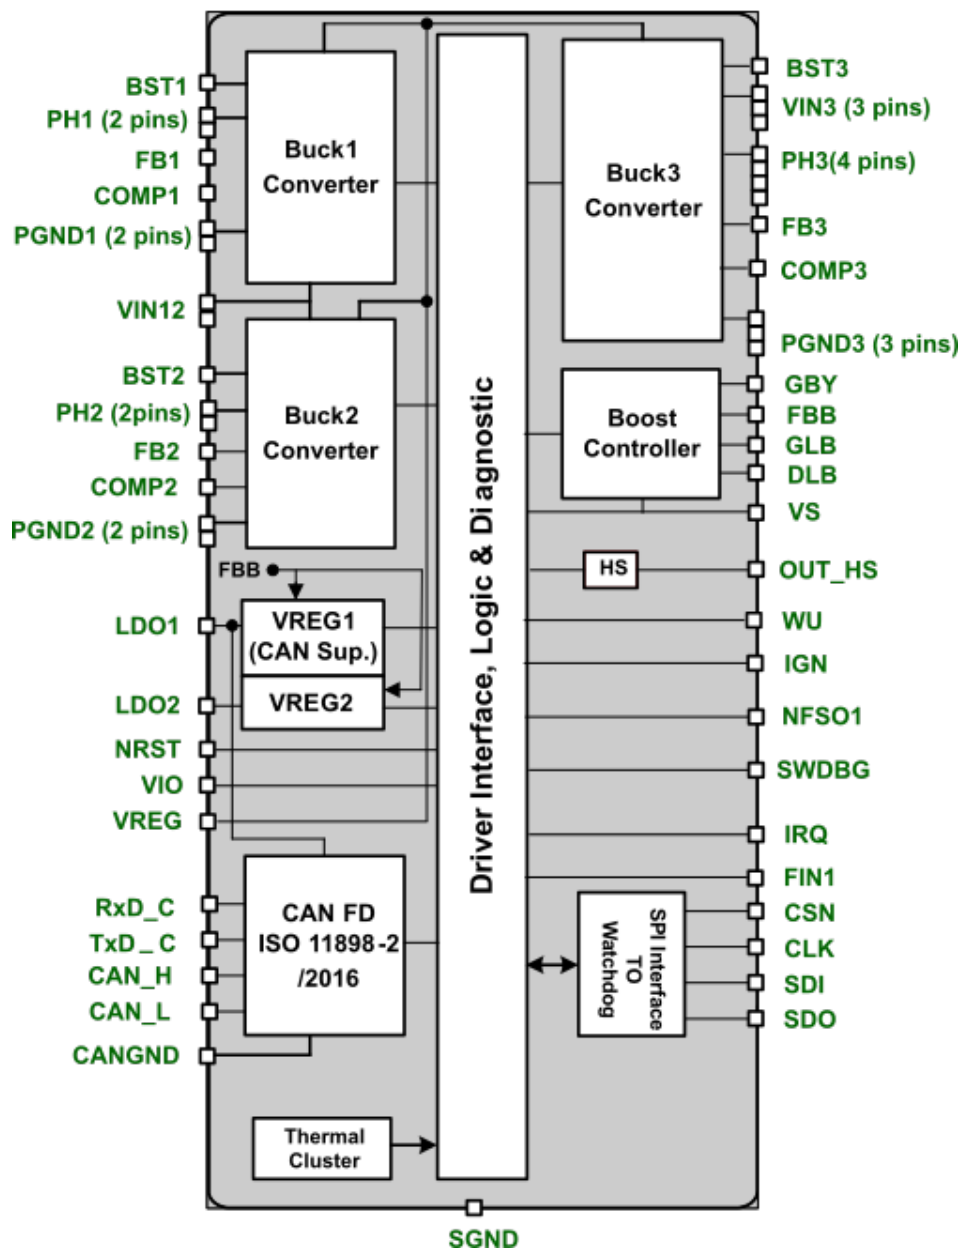 BST1
PH1 (2 pins)
FB1
COMP1
PGND1 (2 pins)
VIN12
BST2
PH2 (2pins)
FB2
COMP2
PGND2 (2 pins)
LDO1
LDO2
NRST
VIO
VREG
RxD_C
TxD_C
CAN_H
CAN_L
CANGND
Buck1
Converter
Buck2
Converter
FBB
VREG1
(CAN Sup.)
VREG2
CAN FD
ISO 11898-2
/2016
Thermal
Cluster
Driver Interface, Logic & Diagnostic
Buck3
Converter
Boost
Controller
HS
SPI Interface
TO
Watchdog
BST3
VIN3 (3 pins)
PH3(4 pins)
FB3
COMP3
PGND3 (3 pins)
GBY
FBB
GLB
DLB
VS
OUT_HS
WU
IGN
NFSO1
SWDBG
IRQ
FIN1
CSN
CLK
SDI
SDO
SGND